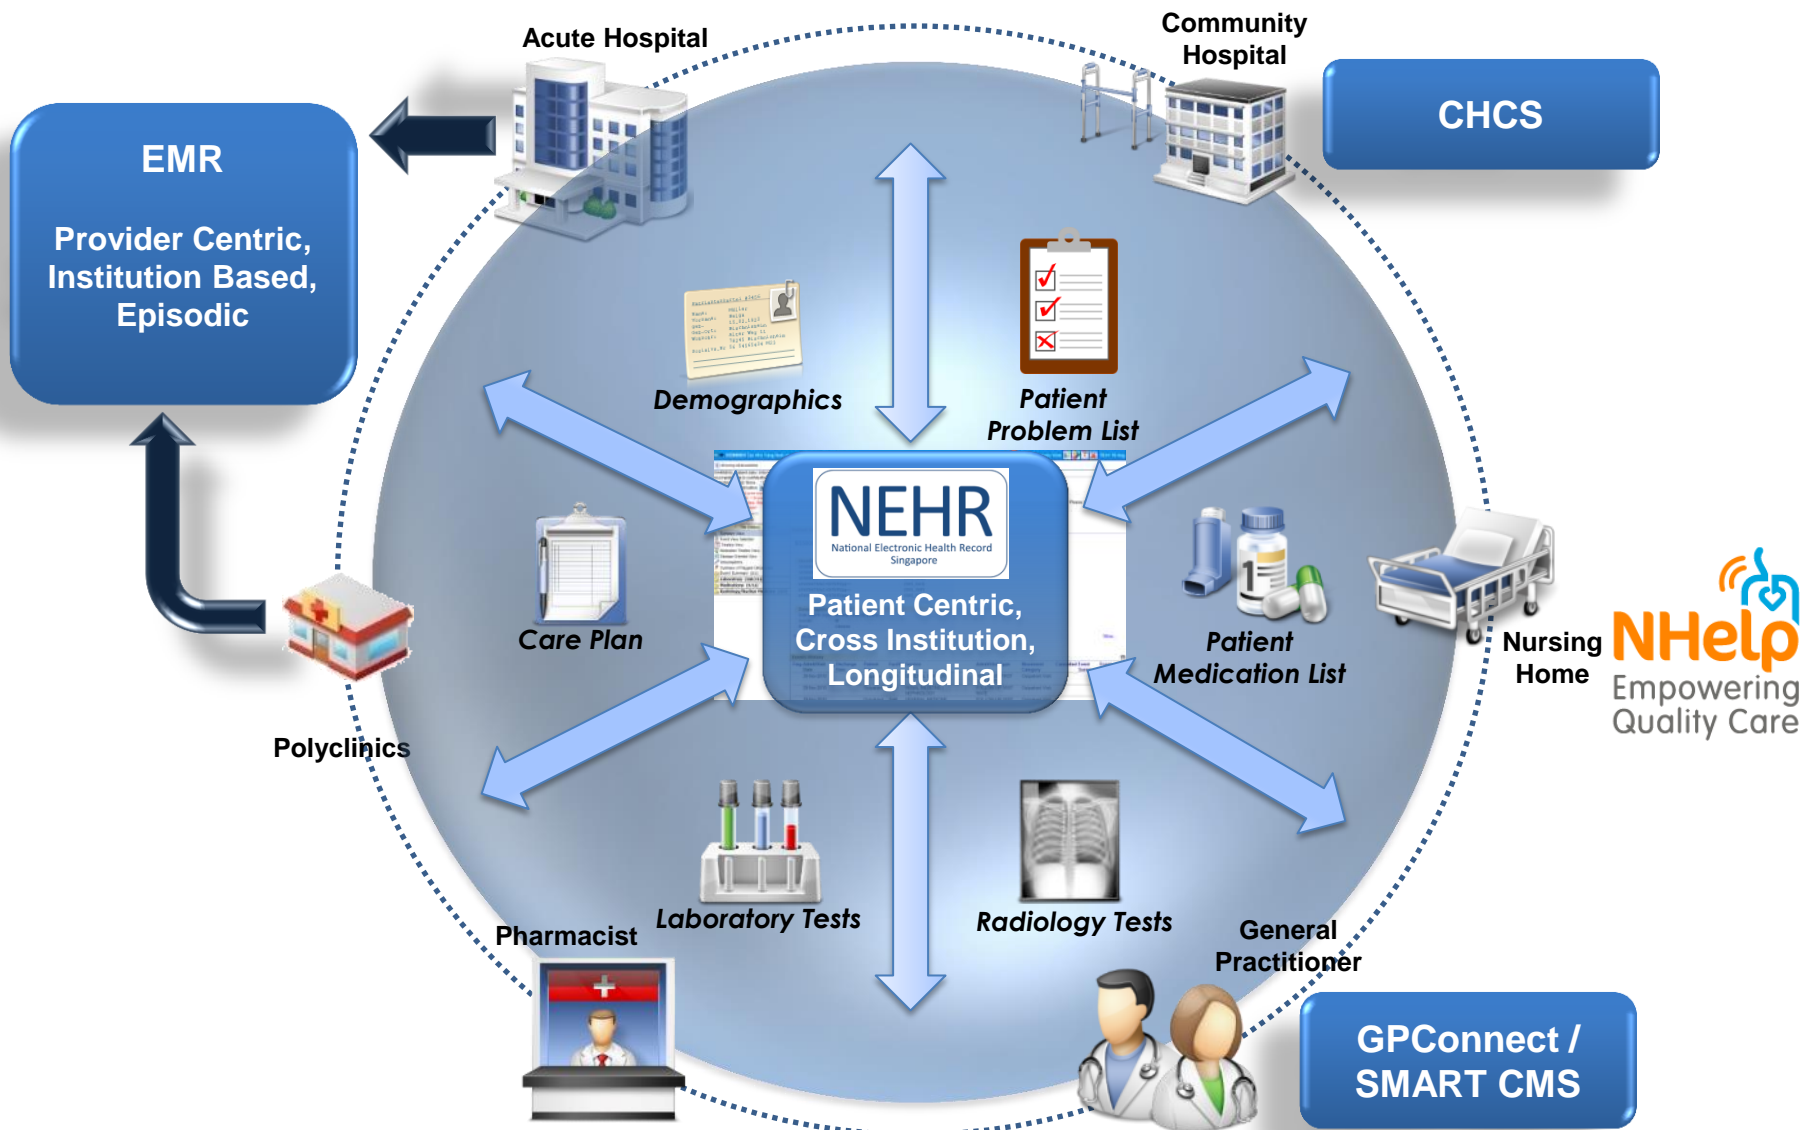 Acute Hospital
Community
Hospital
CHCS
EMR
Provider Centric,
Institution Based,
Episodic
Demographics
Patient
Problem List
NEHR
National Electronic Health Record
Singapore
Patient Centric,
Cross Institution,
Longitudinal
Care Plan
Patient
Medication List
Nursing
Home
NHelp
Empowering
Quality Care
Polyclinics
Laboratory Tests
Radiology Tests
Pharmacist
General
Practitioner
GPConnect /
SMART CMS